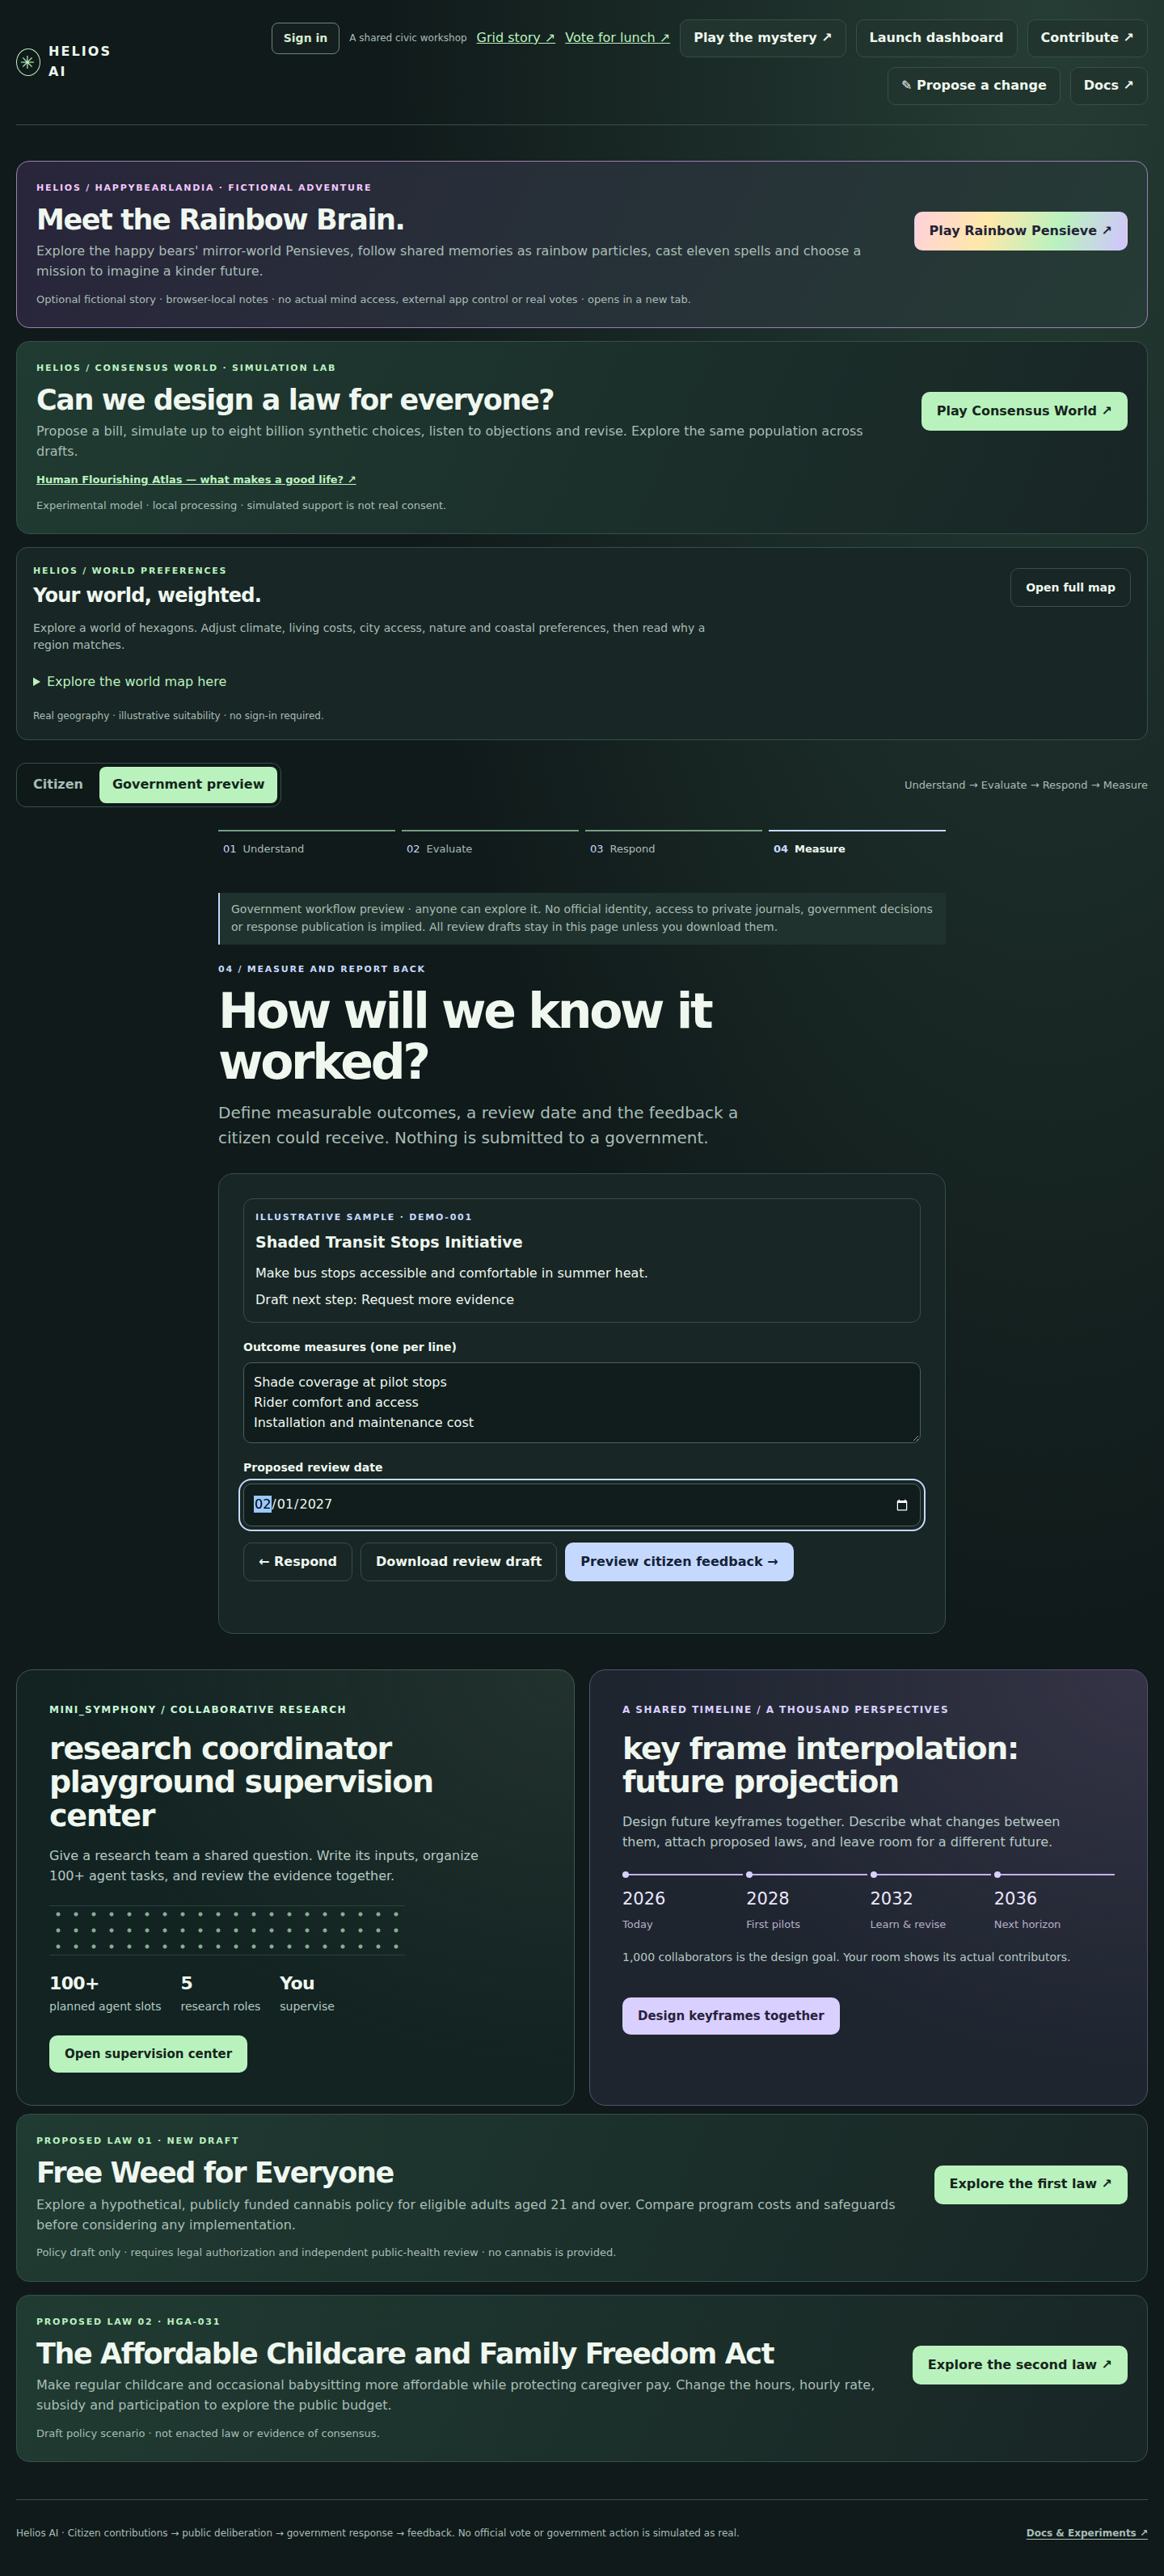 HELIOS
AI
Sign in
A shared civic workshop
Grid story ↗
Vote for lunch ↗
Play the mystery ↗
Launch dashboard
Contribute ↗
✎ Propose a change
Docs ↗
HELIOS / HAPPYBEARLANDIA · FICTIONAL ADVENTURE
Meet the Rainbow Brain.
Explore the happy bears' mirror-world Pensieves, follow shared memories as rainbow particles, cast eleven spells and choose a
mission to imagine a kinder future.
Optional fictional story · browser-local notes · no actual mind access, external app control or real votes · opens in a new tab.
Play Rainbow Pensieve ↗
HELIOS / CONSENSUS WORLD · SIMULATION LAB
Can we design a law for everyone?
Propose a bill, simulate up to eight billion synthetic choices, listen to objections and revise. Explore the same population across
drafts.
Human Flourishing Atlas — what makes a good life? ↗
Experimental model · local processing · simulated support is not real consent.
Play Consensus World ↗
HELIOS / WORLD PREFERENCES
Your world, weighted.
Explore a world of hexagons. Adjust climate, living costs, city access, nature and coastal preferences, then read why a
region matches.
▶ Explore the world map here
Real geography · illustrative suitability · no sign-in required.
Open full map
Citizen
Government preview
Understand → Evaluate → Respond → Measure
01 Understand
02 Evaluate
03 Respond
04 Measure
Government workflow preview · anyone can explore it. No official identity, access to private journals, government decisions
or response publication is implied. All review drafts stay in this page unless you download them.
04 / MEASURE AND REPORT BACK
How will we know it
worked?
Define measurable outcomes, a review date and the feedback a
citizen could receive. Nothing is submitted to a government.
ILLUSTRATIVE SAMPLE · DEMO-001
Shaded Transit Stops Initiative
Make bus stops accessible and comfortable in summer heat.
Draft next step: Request more evidence
Outcome measures (one per line)
Shade coverage at pilot stops
Rider comfort and access
Installation and maintenance cost
Proposed review date
02/01/2027
← Respond
Download review draft
Preview citizen feedback →
MINI_SYMPHONY / COLLABORATIVE RESEARCH
research coordinator
playground supervision
center
Give a research team a shared question. Write its inputs, organize
100+ agent tasks, and review the evidence together.
100+
planned agent slots
5
research roles
You
supervise
Open supervision center
A SHARED TIMELINE / A THOUSAND PERSPECTIVES
key frame interpolation:
future projection
Design future keyframes together. Describe what changes between
them, attach proposed laws, and leave room for a different future.
2026
Today
2028
First pilots
2032
Learn & revise
2036
Next horizon
1,000 collaborators is the design goal. Your room shows its actual contributors.
Design keyframes together
PROPOSED LAW 01 · NEW DRAFT
Free Weed for Everyone
Explore a hypothetical, publicly funded cannabis policy for eligible adults aged 21 and over. Compare program costs and safeguards
before considering any implementation.
Policy draft only · requires legal authorization and independent public-health review · no cannabis is provided.
Explore the first law ↗
PROPOSED LAW 02 · HGA-031
The Affordable Childcare and Family Freedom Act
Make regular childcare and occasional babysitting more affordable while protecting caregiver pay. Change the hours, hourly rate,
subsidy and participation to explore the public budget.
Draft policy scenario · not enacted law or evidence of consensus.
Explore the second law ↗
Helios AI · Citizen contributions → public deliberation → government response → feedback. No official vote or government action is simulated as real.
Docs & Experiments ↗